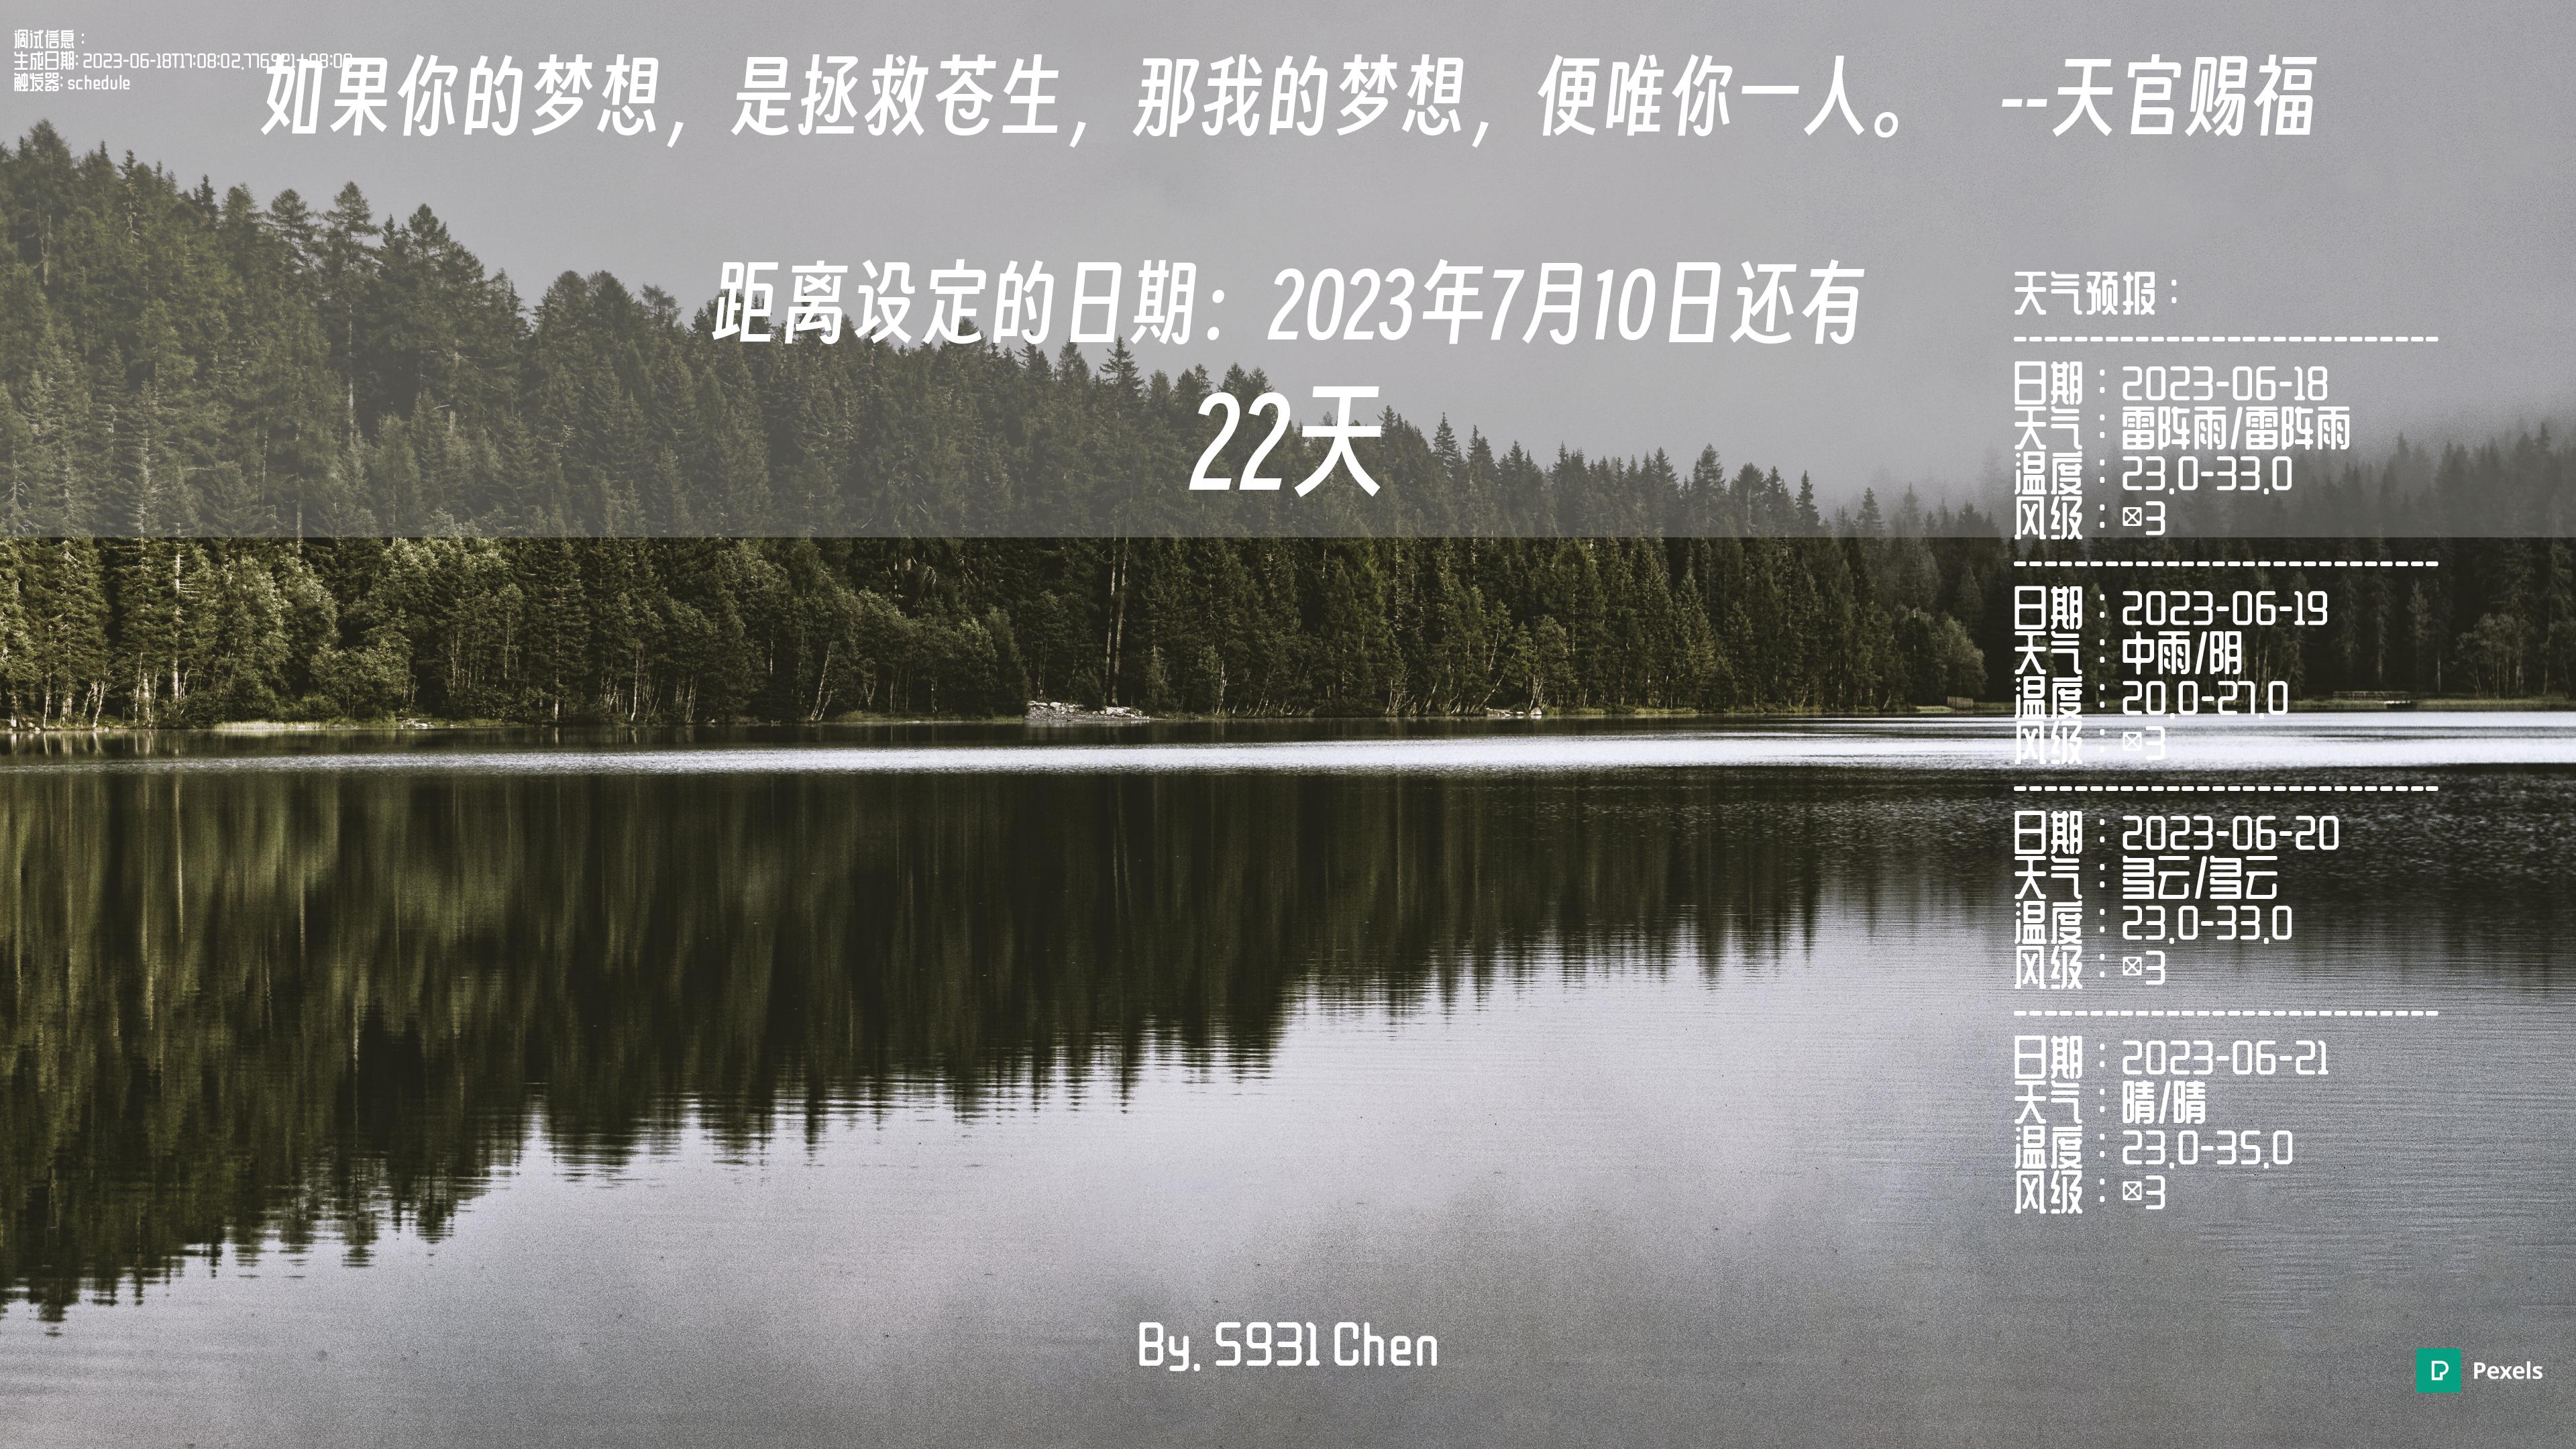 调试信息：
生成日期: 2023-06-18T17:08:02.776921+08:00
触发器: schedule
如果你的梦想，是拯救苍生，那我的梦想，便唯你一人。 --天官赐福
距离设定的日期：2023年7月10日还有
22天
天气预报：
----------------------------
日期：2023-06-18
天气：雷阵雨/雷阵雨
温度：23.0-33.0
风级：3
----------------------------
日期：2023-06-19
天气：中雨/阴
温度：20.0-27.0
风级：3
----------------------------
日期：2023-06-20
天气：多云/多云
温度：23.0-33.0
风级：3
----------------------------
日期：2023-06-21
天气：晴/晴
温度：23.0-35.0
风级：3
By. 5931 Chen
Pexels